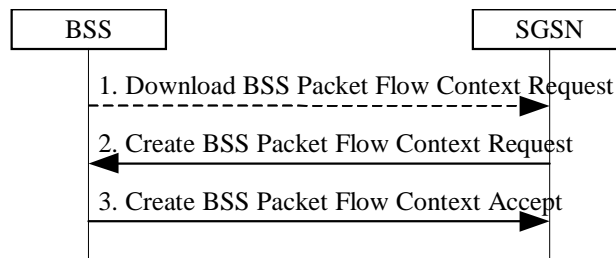 BSS
SGSN
1. Download BSS Packet Flow Context Request
2. Create BSS Packet Flow Context Request
3. Create BSS Packet Flow Context Accept